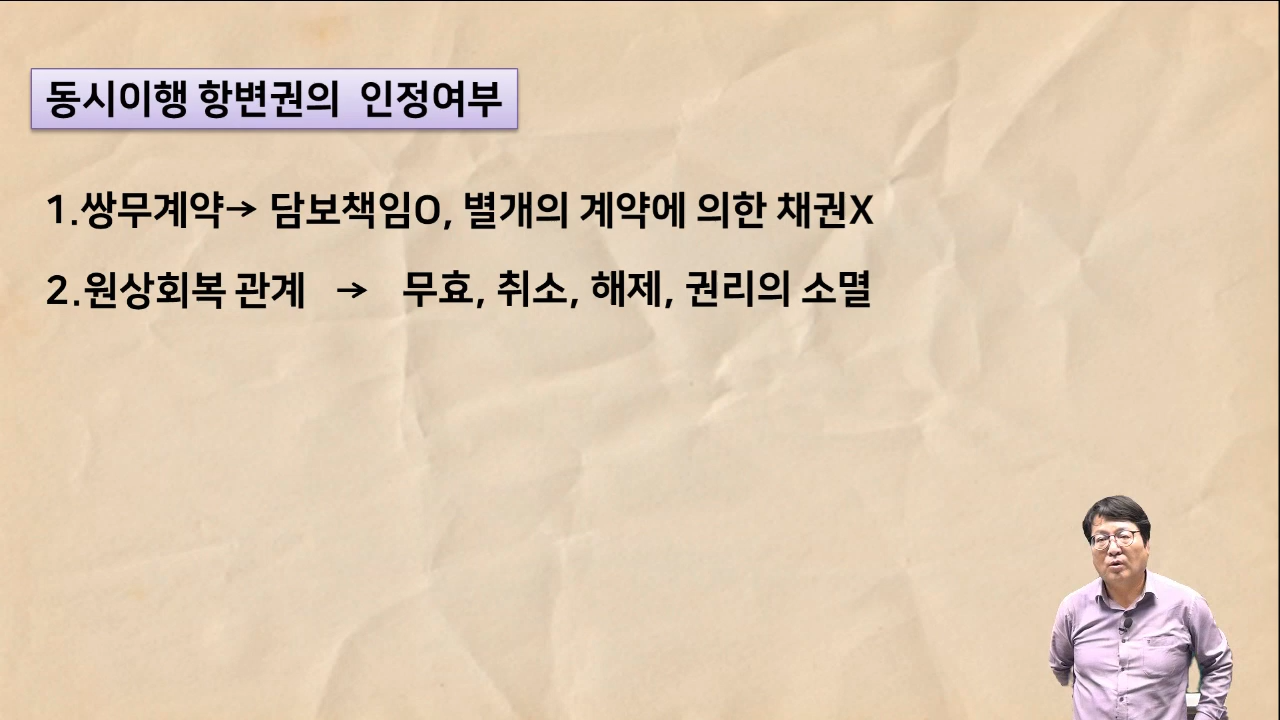 동시이행 항변권의 인정여부
1.쌍무계약→ 담보책임O, 별개의 계약에 의한 채권X
2.원상회복 관계 → 무효, 취소, 해제, 권리의 소멸